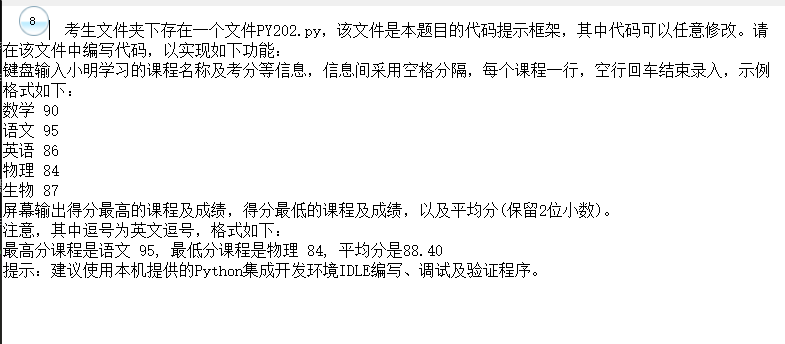 8
考生文件夹下存在一个文件PY202.py，该文件是本题目的代码提示框架，其中代码可以任意修改。请
在该文件中编写代码，以实现如下功能：
键盘输入小明学习的课程名称及考分等信息，信息间采用空格分隔，每个课程一行，空行回车结束录入，示例
格式如下：
数学 90
语文 95
英语 86
物理 84
生物 87
屏幕输出得分最高的课程及成绩，得分最低的课程及成绩，以及平均分(保留2位小数)。
注意，其中逗号为英文逗号，格式如下：
最高分课程是语文 95, 最低分课程是物理 84, 平均分是88.40
提示：建议使用本机提供的Python集成开发环境IDLE编写、调试及验证程序。